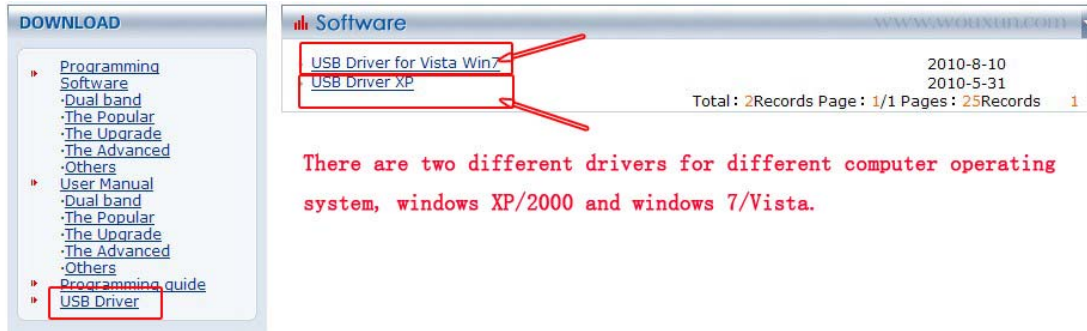 DOWNLOAD
Programming
Software
·Dual band
·The Popular
·The Upgrade
·The Advanced
·Others
User Manual
·Dual band
·The Popular
·The Upgrade
·The Advanced
·Others
Programming guide
USB Driver
Software www.wouxun.com
USB Driver for Vista Win7 2010-8-10
USB Driver XP 2010-5-31
Total: 2Records Page: 1/1 Pages: 25Records 1
There are two different drivers for different computer operating
system, windows XP/2000 and windows 7/Vista.